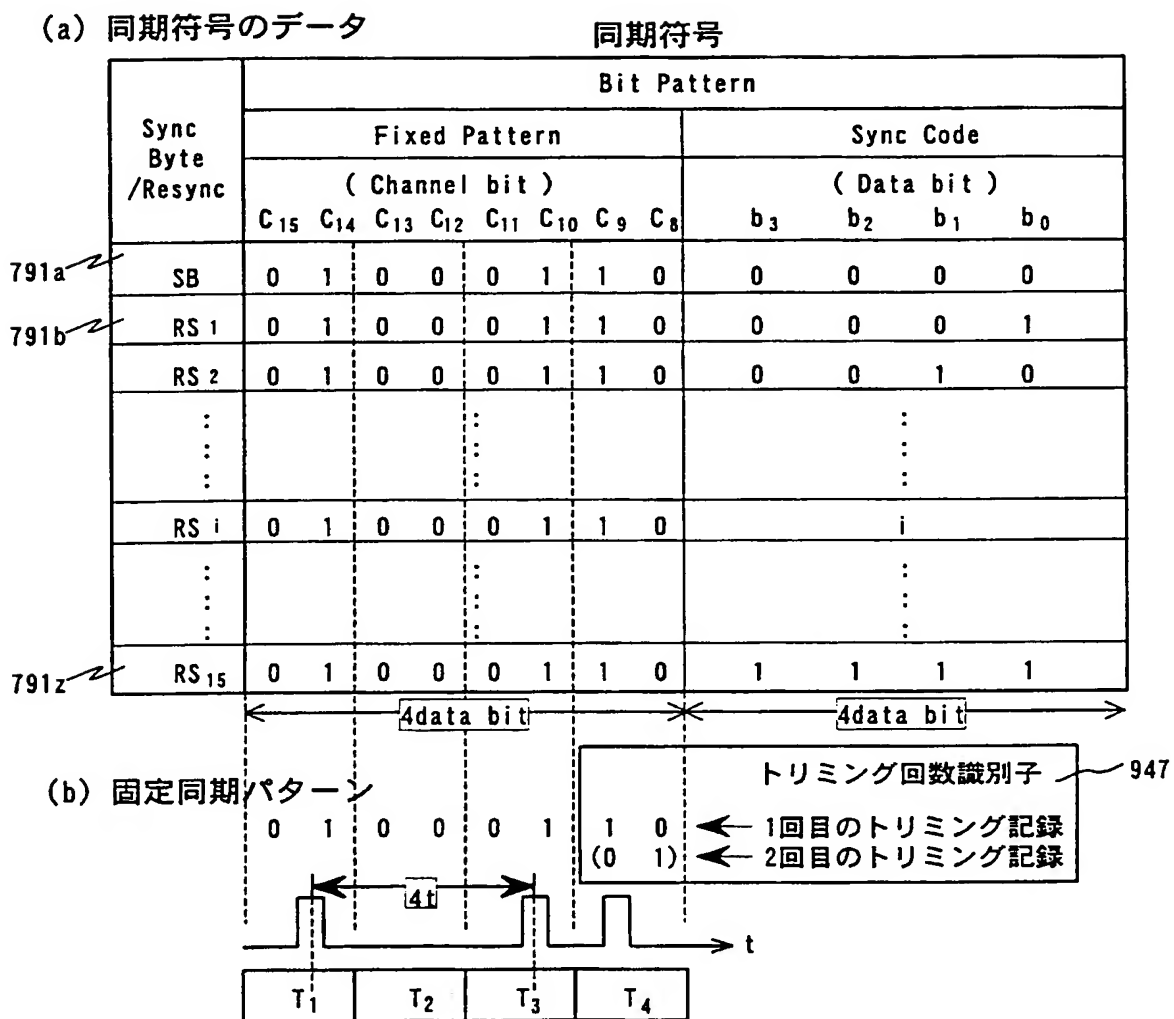 (a) 同期符号のデータ
同期符号
Bit Pattern
Sync Byte /Resync
Fixed Pattern
Sync Code
( Channel bit )
( Data bit )
C15 C14 C13 C12 C11 C10 C9 C8 b3 b2 b1 b0
791a
SB 0 1 0 0 0 1 1 0 0 0 0 0
791b
RS 1 0 1 0 0 0 1 1 0 0 0 0 1
RS 2 0 1 0 0 0 1 1 0 0 0 1 0
RS i 0 1 0 0 0 1 1 0 i
791z
RS 15 0 1 0 0 0 1 1 0 1 1 1 1
4data bit 4data bit
(b) 固定同期パターン
トリミング回数識別子 947
0 1 0 0 0 1 1 0 1回目のトリミング記録
(0 1) 2回目のトリミング記録
4t
t
T1 T2 T3 T4